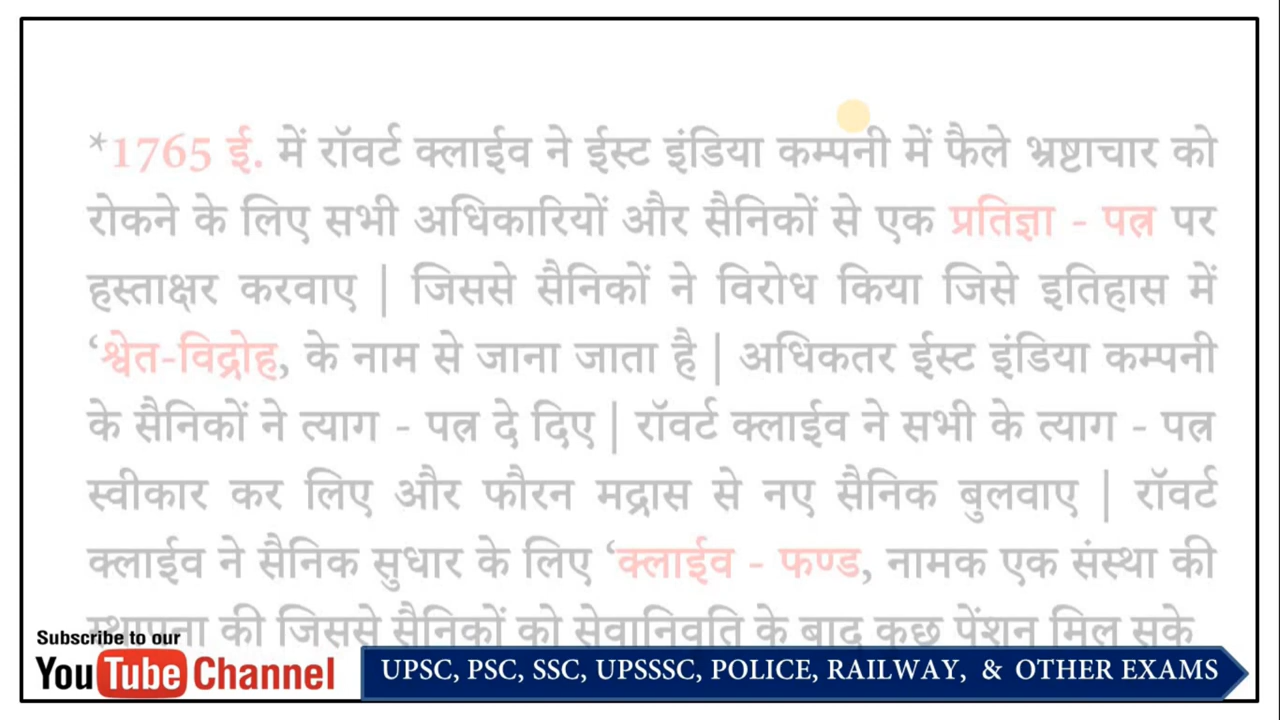 *1765 ई. में रॉवर्ट क्लाईव ने ईस्ट इंडिया कम्पनी में फैले भ्रष्टाचार को
रोकने के लिए सभी अधिकारियों और सैनिकों से एक प्रतिज्ञा - पत्र पर
हस्ताक्षर करवाए | जिससे सैनिकों ने विरोध किया जिसे इतिहास में
‘श्वेत-विद्रोह, के नाम से जाना जाता है | अधिकतर ईस्ट इंडिया कम्पनी
के सैनिकों ने त्याग - पत्र दे दिए | रॉवर्ट क्लाईव ने सभी के त्याग - पत्र
स्वीकार कर लिए और फौरन मद्रास से नए सैनिक बुलवाए | रॉवर्ट
क्लाईव ने सैनिक सुधार के लिए ‘क्लाईव - फण्ड, नामक एक संस्था की
स्थापना की जिससे सैनिकों को सेवानिवृति के बाद कुछ पेंशन मिल सके
Subscribe to our
YouTube Channel
UPSC, PSC, SSC, UPSSSC, POLICE, RAILWAY, & OTHER EXAMS